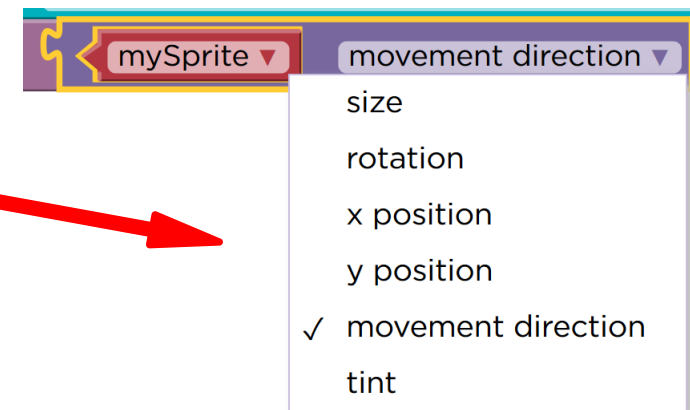 mySprite ▼ movement direction ▼
size
rotation
x position
y position
✓ movement direction
tint